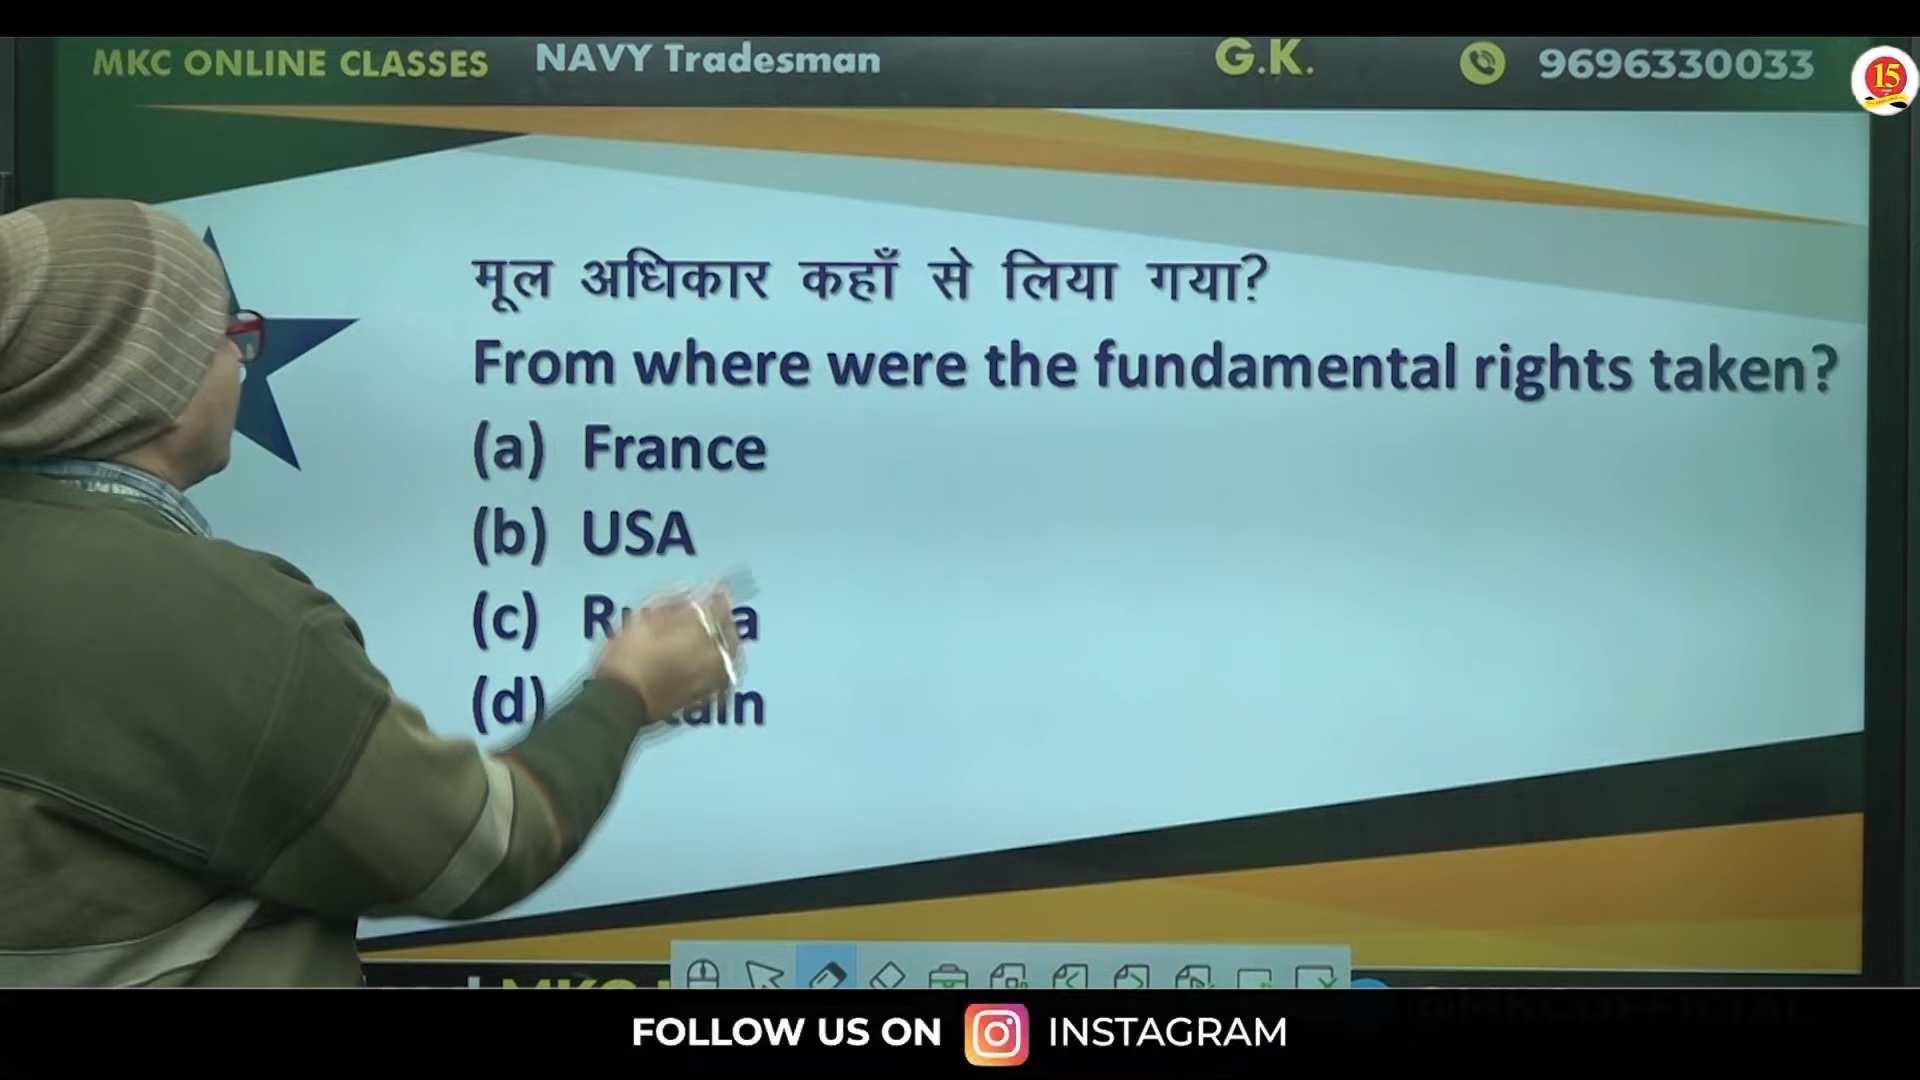 MKC ONLINE CLASSES NAVY Tradesman G.K. 9696330033
15
मूल अधिकार कहाँ से लिया गया?
From where were the fundamental rights taken?
(a) France
(b) USA
(c)
(d)
FOLLOW US ON INSTAGRAM